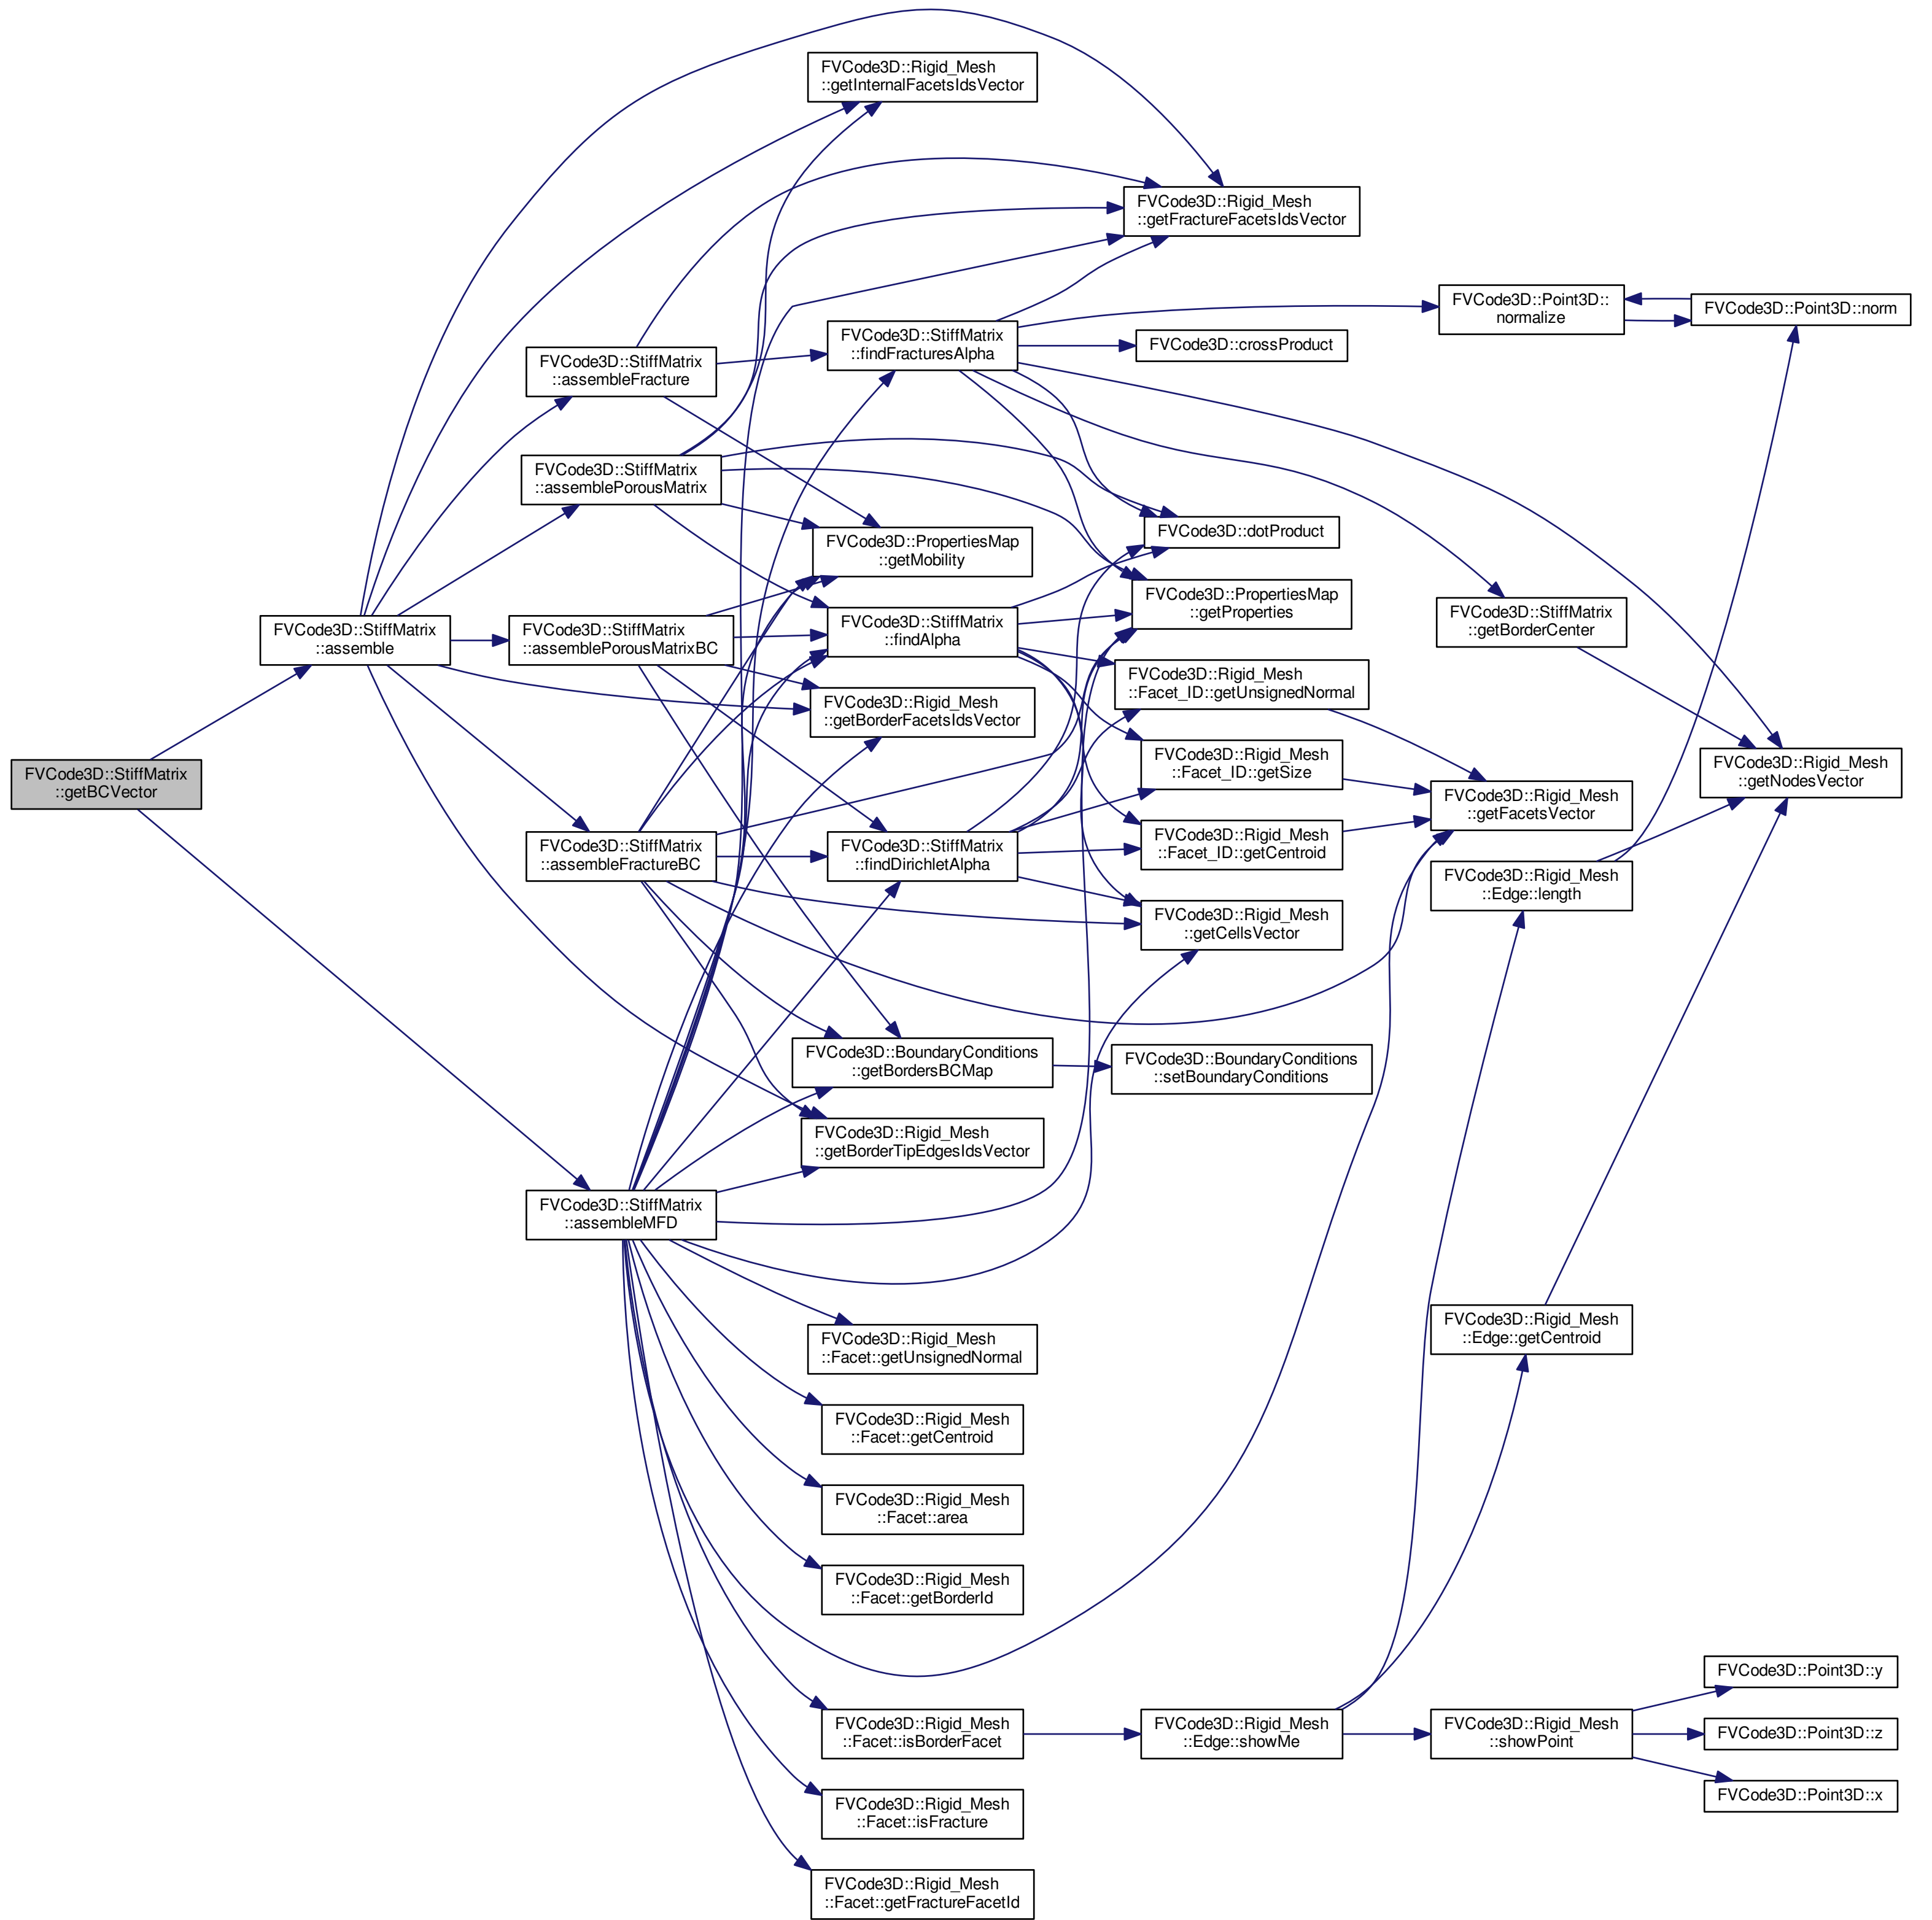 FVCode3D::StiffMatrix
::getBCVector
FVCode3D::StiffMatrix
::assemble
FVCode3D::StiffMatrix
::assembleFracture
FVCode3D::StiffMatrix
::assemblePorousMatrix
FVCode3D::StiffMatrix
::assemblePorousMatrixBC
FVCode3D::StiffMatrix
::assembleFractureBC
FVCode3D::StiffMatrix
::assembleMFD
FVCode3D::Rigid_Mesh
::getInternalFacetsIdsVector
FVCode3D::StiffMatrix
::findFracturesAlpha
FVCode3D::PropertiesMap
::getMobility
FVCode3D::StiffMatrix
::findAlpha
FVCode3D::Rigid_Mesh
::getBorderFacetsIdsVector
FVCode3D::StiffMatrix
::findDirichletAlpha
FVCode3D::BoundaryConditions
::getBordersBCMap
FVCode3D::Rigid_Mesh
::getBorderTipEdgesIdsVector
FVCode3D::Rigid_Mesh
::Facet::getUnsignedNormal
FVCode3D::Rigid_Mesh
::Facet::getCentroid
FVCode3D::Rigid_Mesh
::Facet::area
FVCode3D::Rigid_Mesh
::Facet::getBorderId
FVCode3D::Rigid_Mesh
::Facet::isBorderFacet
FVCode3D::Rigid_Mesh
::Facet::isFracture
FVCode3D::Rigid_Mesh
::Facet::getFractureFacetId
FVCode3D::Rigid_Mesh
::getFractureFacetsIdsVector
FVCode3D::crossProduct
FVCode3D::dotProduct
FVCode3D::PropertiesMap
::getProperties
FVCode3D::Rigid_Mesh
::Facet_ID::getUnsignedNormal
FVCode3D::Rigid_Mesh
::Facet_ID::getSize
FVCode3D::Rigid_Mesh
::Facet_ID::getCentroid
FVCode3D::Rigid_Mesh
::getCellsVector
FVCode3D::BoundaryConditions
::setBoundaryConditions
FVCode3D::Rigid_Mesh
::Edge::showMe
FVCode3D::Point3D::
normalize
FVCode3D::StiffMatrix
::getBorderCenter
FVCode3D::Rigid_Mesh
::getFacetsVector
FVCode3D::Rigid_Mesh
::Edge::length
FVCode3D::Rigid_Mesh
::Edge::getCentroid
FVCode3D::Rigid_Mesh
::showPoint
FVCode3D::Point3D::norm
FVCode3D::Rigid_Mesh
::getNodesVector
FVCode3D::Point3D::y
FVCode3D::Point3D::z
FVCode3D::Point3D::x